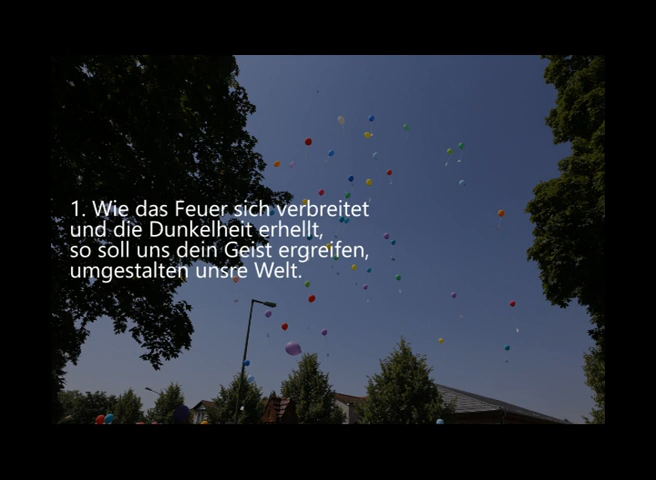 1. Wie das Feuer sich verbreitet
und die Dunkelheit erhellt,
so soll uns dein Geist ergreifen,
umgestalten unsre Welt.